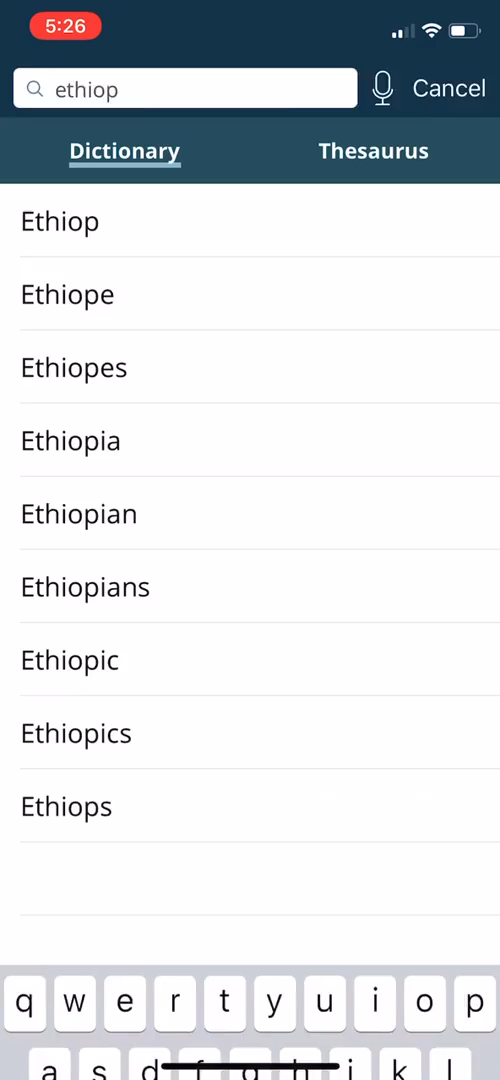 5:26
ethiop Cancel
Dictionary Thesaurus
Ethiop
Ethiope
Ethiopes
Ethiopia
Ethiopian
Ethiopians
Ethiopic
Ethiopics
Ethiops
q w e r t y u i o p
a s d f g h j k l